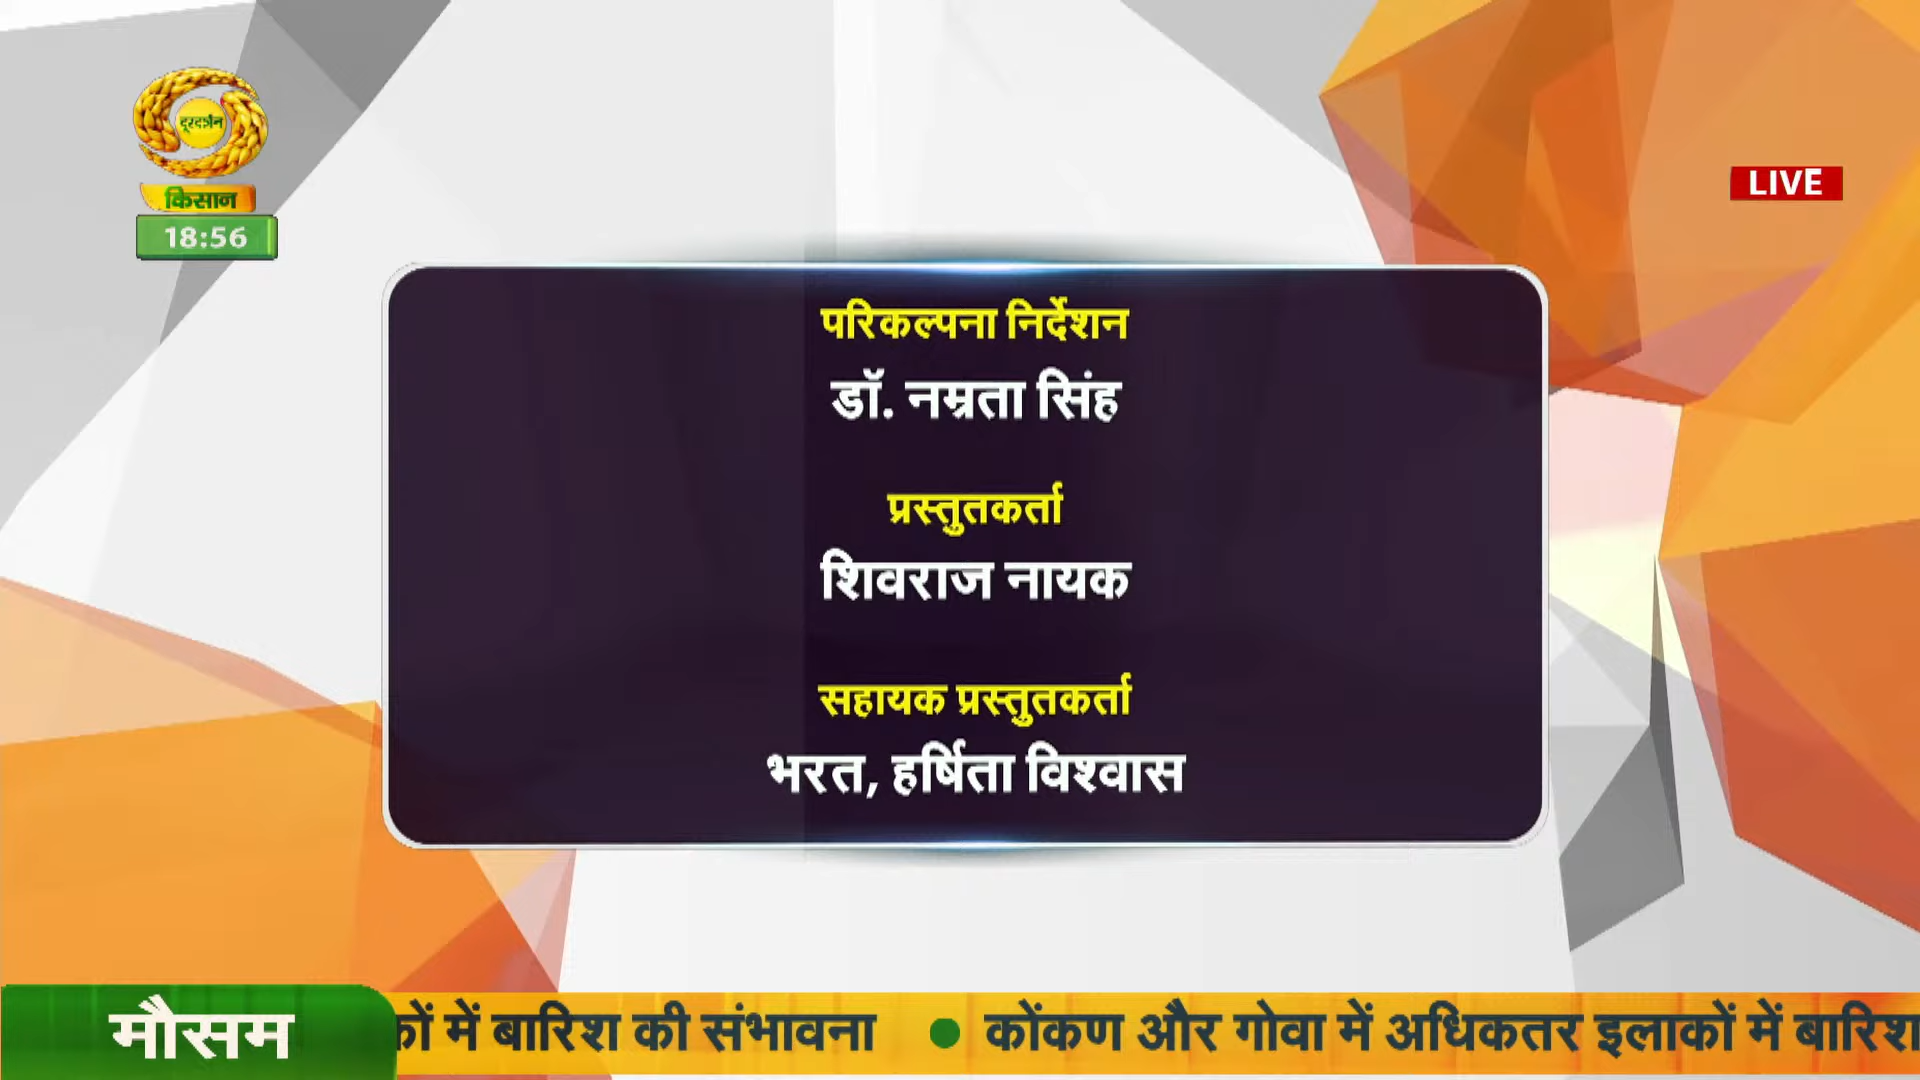 दूरदर्शन
किसान
18:56
LIVE
परिकल्पना निर्देशन
डॉ. नम्रता सिंह
प्रस्तुतकर्ता
शिवराज नायक
सहायक प्रस्तुतकर्ता
भरत, हर्षिता विश्वास
मौसम
में बारिश की संभावना ● कोंकण और गोवा में अधिकतर इलाकों में बारिश